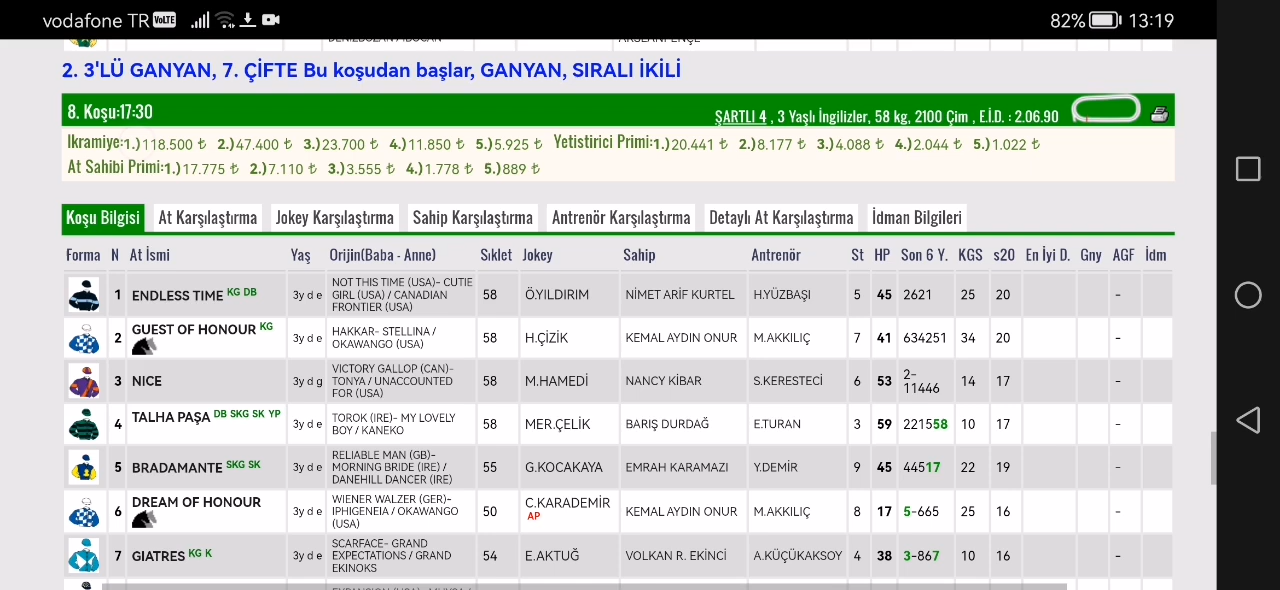 vodafone TR VoLTE 82% 13:19
2. 3'LÜ GANYAN, 7. ÇİFTE Bu koşudan başlar, GANYAN, SIRALI İKİLİ
8. Koşu:17:30
ŞARTLI 4 , 3 Yaşlı İngilizler, 58 kg, 2100 Çim , E.İ.D. : 2.06.90
Ikramiye:1.)118.500 ₺ 2.)47.400 ₺ 3.)23.700 ₺ 4.)11.850 ₺ 5.)5.925 ₺ Yetistirici Primi:1.)20.441 ₺ 2.)8.177 ₺ 3.)4.088 ₺ 4.)2.044 ₺ 5.)1.022 ₺
At Sahibi Primi:1.)17.775 ₺ 2.)7.110 ₺ 3.)3.555 ₺ 4.)1.778 ₺ 5.)889 ₺
Koşu Bilgisi At Karşılaştırma Jokey Karşılaştırma Sahip Karşılaştırma Antrenör Karşılaştırma Detaylı At Karşılaştırma İdman Bilgileri
Forma N At İsmi Yaş Orijin(Baba - Anne) Sıklet Jokey Sahip Antrenör St HP Son 6 Y. KGS s20 En İyi D. Gny AGF İdm
NOT THIS TIME (USA)- CUTIE
1 ENDLESS TIME KG DB 3y d e GIRL (USA) / CANADIAN 58 Ö.YILDIRIM NİMET ARİF KURTEL H.YÜZBAŞI 5 45 2621 25 20 -
FRONTIER (USA)
2 GUEST OF HONOUR KG 3y d e HAKKAR- STELLINA / 58 H.ÇİZİK KEMAL AYDIN ONUR M.AKKILIÇ 7 41 634251 34 20 -
OKAWANGO (USA)
VICTORY GALLOP (CAN)-
3 NICE 3y d g TONYA / UNACCOUNTED 58 M.HAMEDİ NANCY KİBAR S.KERESTECİ 6 53 2-11446 14 17 -
FOR (USA)
4 TALHA PAŞA DB SKG SK YP 3y d e TOROK (IRE)- MY LOVELY 58 MER.ÇELİK BARIŞ DURDAĞ E.TURAN 3 59 221558 10 17 -
BOY / KANEKO
RELIABLE MAN (GB)-
5 BRADAMANTE SKG SK 3y d e MORNING BRIDE (IRE) / 55 G.KOCAKAYA EMRAH KARAMAZI Y.DEMİR 9 45 44517 22 19 -
DANEHILL DANCER (IRE)
WIENER WALZER (GER)-
6 DREAM OF HONOUR 3y d e IPHIGENEIA / OKAWANGO 50 C.KARADEMİR AP KEMAL AYDIN ONUR M.AKKILIÇ 8 17 5-665 25 16 -
(USA)
SCARFACE- GRAND
7 GIATRES KG K 3y d e EXPECTATIONS / GRAND 54 E.AKTUĞ VOLKAN R. EKİNCİ A.KÜÇÜKAKSOY 4 38 3-867 10 16 -
EKINOKS